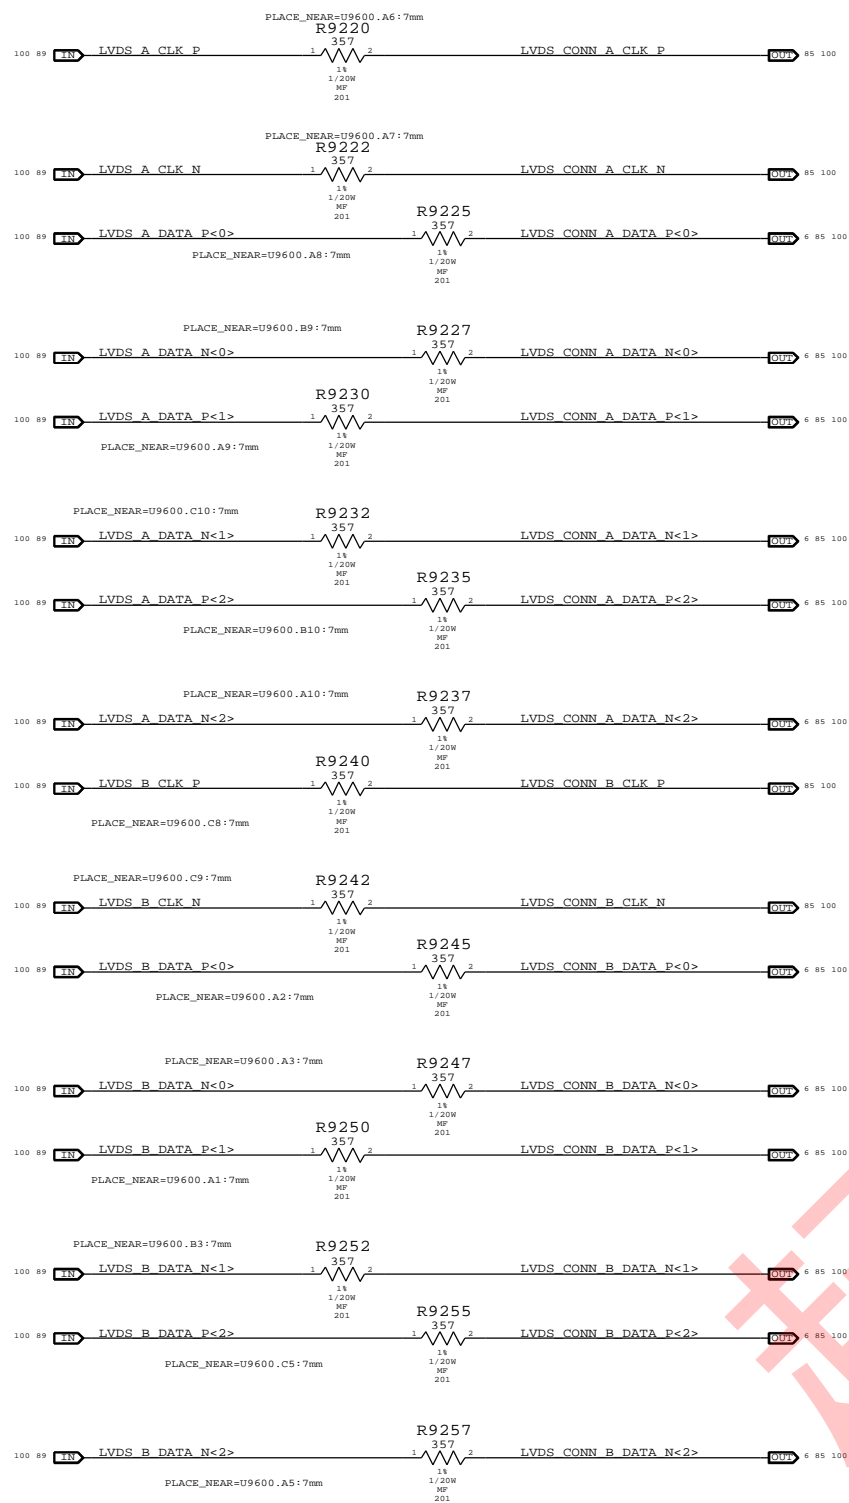 PLACE_NEAR=U9600.A6:7mm
R9220
357
100 89 IN LVDS_A_CLK_P 1 2 LVDS_CONN_A_CLK_P OUT 85 100
1%
1/20W
MF
201
PLACE_NEAR=U9600.A7:7mm
R9222
357
100 89 IN LVDS_A_CLK_N 1 2 LVDS_CONN_A_CLK_N OUT 85 100
1%
1/20W
MF
201
R9225
357
100 89 IN LVDS_A_DATA_P<0> 1 2 LVDS_CONN_A_DATA_P<0> OUT 6 85 100
PLACE_NEAR=U9600.A8:7mm
1%
1/20W
MF
201
PLACE_NEAR=U9600.B9:7mm
R9227
357
100 89 IN LVDS_A_DATA_N<0> 1 2 LVDS_CONN_A_DATA_N<0> OUT 6 85 100
1%
1/20W
MF
201
R9230
357
100 89 IN LVDS_A_DATA_P<1> 1 2 LVDS_CONN_A_DATA_P<1> OUT 6 85 100
1%
1/20W
MF
201
PLACE_NEAR=U9600.A9:7mm
PLACE_NEAR=U9600.C10:7mm
R9232
357
100 89 IN LVDS_A_DATA_N<1> 1 2 LVDS_CONN_A_DATA_N<1> OUT 6 85 100
1%
1/20W
MF
201
R9235
357
100 89 IN LVDS_A_DATA_P<2> 1 2 LVDS_CONN_A_DATA_P<2> OUT 6 85 100
1%
1/20W
MF
201
PLACE_NEAR=U9600.B10:7mm
PLACE_NEAR=U9600.A10:7mm
R9237
357
100 89 IN LVDS_A_DATA_N<2> 1 2 LVDS_CONN_A_DATA_N<2> OUT 6 85 100
1%
1/20W
MF
201
R9240
357
100 89 IN LVDS_B_CLK_P 1 2 LVDS_CONN_B_CLK_P OUT 85 100
1%
1/20W
MF
201
PLACE_NEAR=U9600.C8:7mm
PLACE_NEAR=U9600.C9:7mm
R9242
357
100 89 IN LVDS_B_CLK_N 1 2 LVDS_CONN_B_CLK_N OUT 85 100
1%
1/20W
MF
201
R9245
357
100 89 IN LVDS_B_DATA_P<0> 1 2 LVDS_CONN_B_DATA_P<0> OUT 6 85 100
1%
1/20W
MF
201
PLACE_NEAR=U9600.A2:7mm
PLACE_NEAR=U9600.A3:7mm
R9247
357
100 89 IN LVDS_B_DATA_N<0> 1 2 LVDS_CONN_B_DATA_N<0> OUT 6 85 100
1%
1/20W
MF
201
R9250
357
100 89 IN LVDS_B_DATA_P<1> 1 2 LVDS_CONN_B_DATA_P<1> OUT 6 85 100
1%
1/20W
MF
201
PLACE_NEAR=U9600.A1:7mm
PLACE_NEAR=U9600.B3:7mm
R9252
357
100 89 IN LVDS_B_DATA_N<1> 1 2 LVDS_CONN_B_DATA_N<1> OUT 6 85 100
1%
1/20W
MF
201
R9255
357
100 89 IN LVDS_B_DATA_P<2> 1 2 LVDS_CONN_B_DATA_P<2> OUT 6 85 100
1%
1/20W
MF
201
PLACE_NEAR=U9600.C5:7mm
R9257
357
100 89 IN LVDS_B_DATA_N<2> 1 2 LVDS_CONN_B_DATA_N<2> OUT 6 85 100
1%
1/20W
MF
201
PLACE_NEAR=U9600.A5:7mm